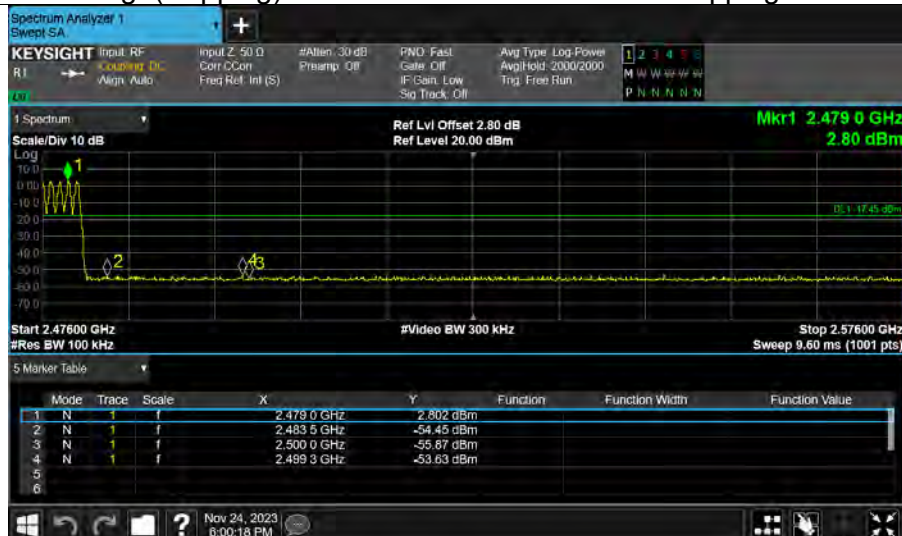 Spectrum Analyzer 1
Swept SA
+
KEYSIGHT Input: RF Input Z: 50 Ω #Atten: 30 dB PNO: Fast Avg Type: Log-Power 1 2 3 4 5 6
R1 Coupling: DC Corr CCorr Preamp: Off Gate: Off Avg|Hold: 2000/2000 M W W W W W
Align: Auto Freq Ref: Int (S) IF Gain: Low Trig: Free Run
Sig Track: Off P N N N N N
1 Spectrum Ref Lvl Offset 2.80 dB Mkr1 2.479 0 GHz
Scale/Div 10 dB Ref Level 20.00 dBm 2.80 dBm
Log
10.0
0.00
-10.0
-20.0
-30.0
-40.0
-50.0
-60.0
-70.0
1
2
4 3
DL1 -17.45 dBm
Start 2.47600 GHz #Video BW 300 kHz Stop 2.57600 GHz
#Res BW 100 kHz Sweep 9.60 ms (1001 pts)
5 Marker Table
Mode Trace Scale X Y Function Function Width Function Value
1 N 1 f 2.479 0 GHz 2.802 dBm
2 N 1 f 2.483 5 GHz -54.45 dBm
3 N 1 f 2.500 0 GHz -55.87 dBm
4 N 1 f 2.499 3 GHz -53.63 dBm
5
6
? Nov 24, 2023
6:00:18 PM